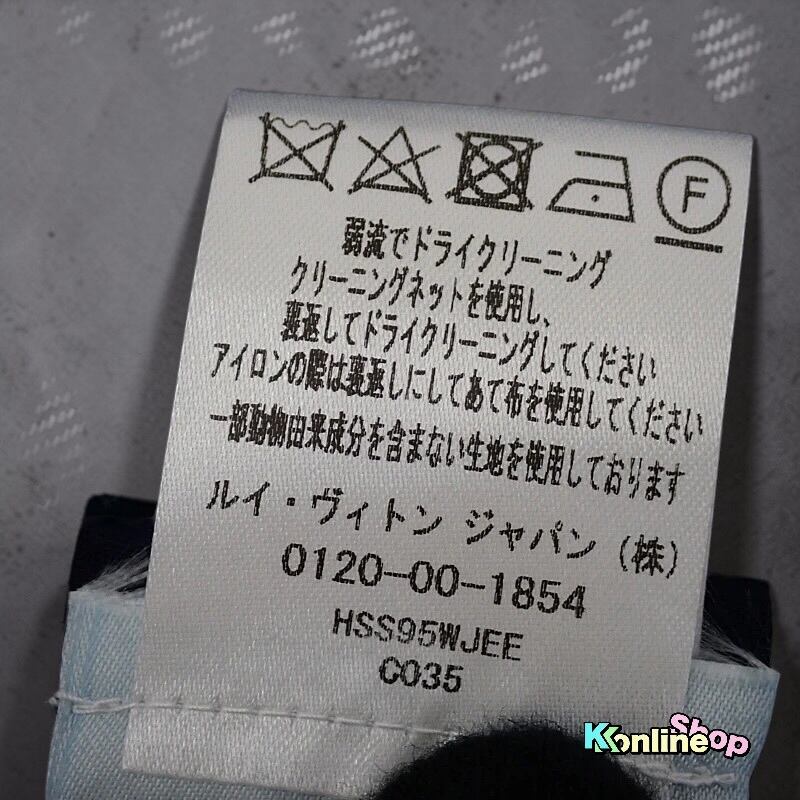 F
弱流でドライクリーニング
クリーニングネットを使用し、
裏返してドライクリーニングしてください
アイロンの際は裏返しにしてあて布を使用してください
一部動物由来成分を含まない生地を使用しております
ルイ・ヴィトン ジャパン (株)
0120-00-1854
HSS95WJEE
C035
KKonlineShop